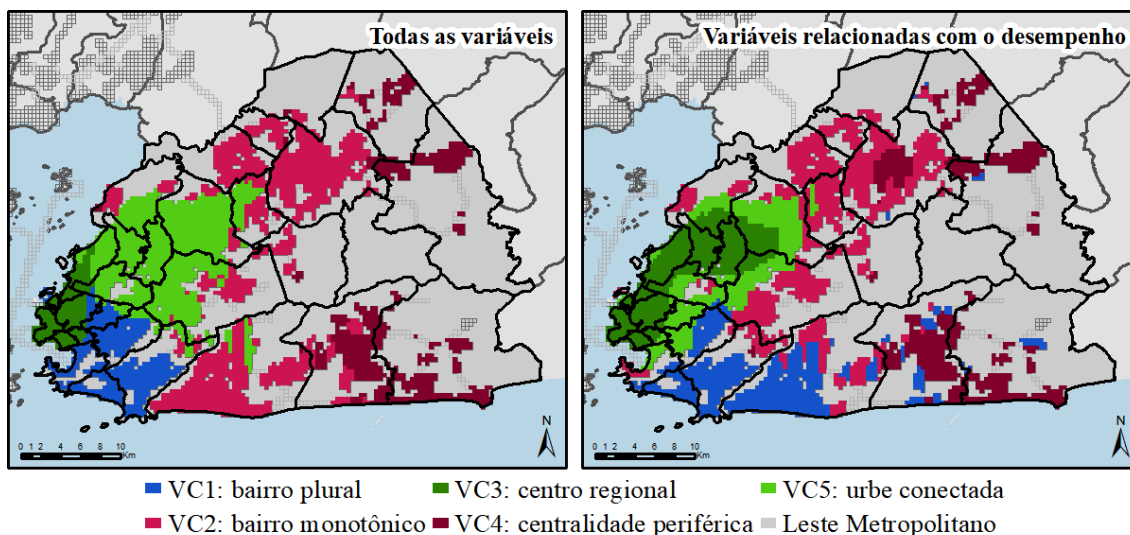 Todas as variáveis
Variáveis relacionadas com o desempenho
N
0 1 2 4 6 8 10
Km
N
0 1 2 4 6 8 10
Km
VC1: bairro plural
VC3: centro regional
VC5: urbe conectada
VC2: bairro monotônico
VC4: centralidade periférica
Leste Metropolitano